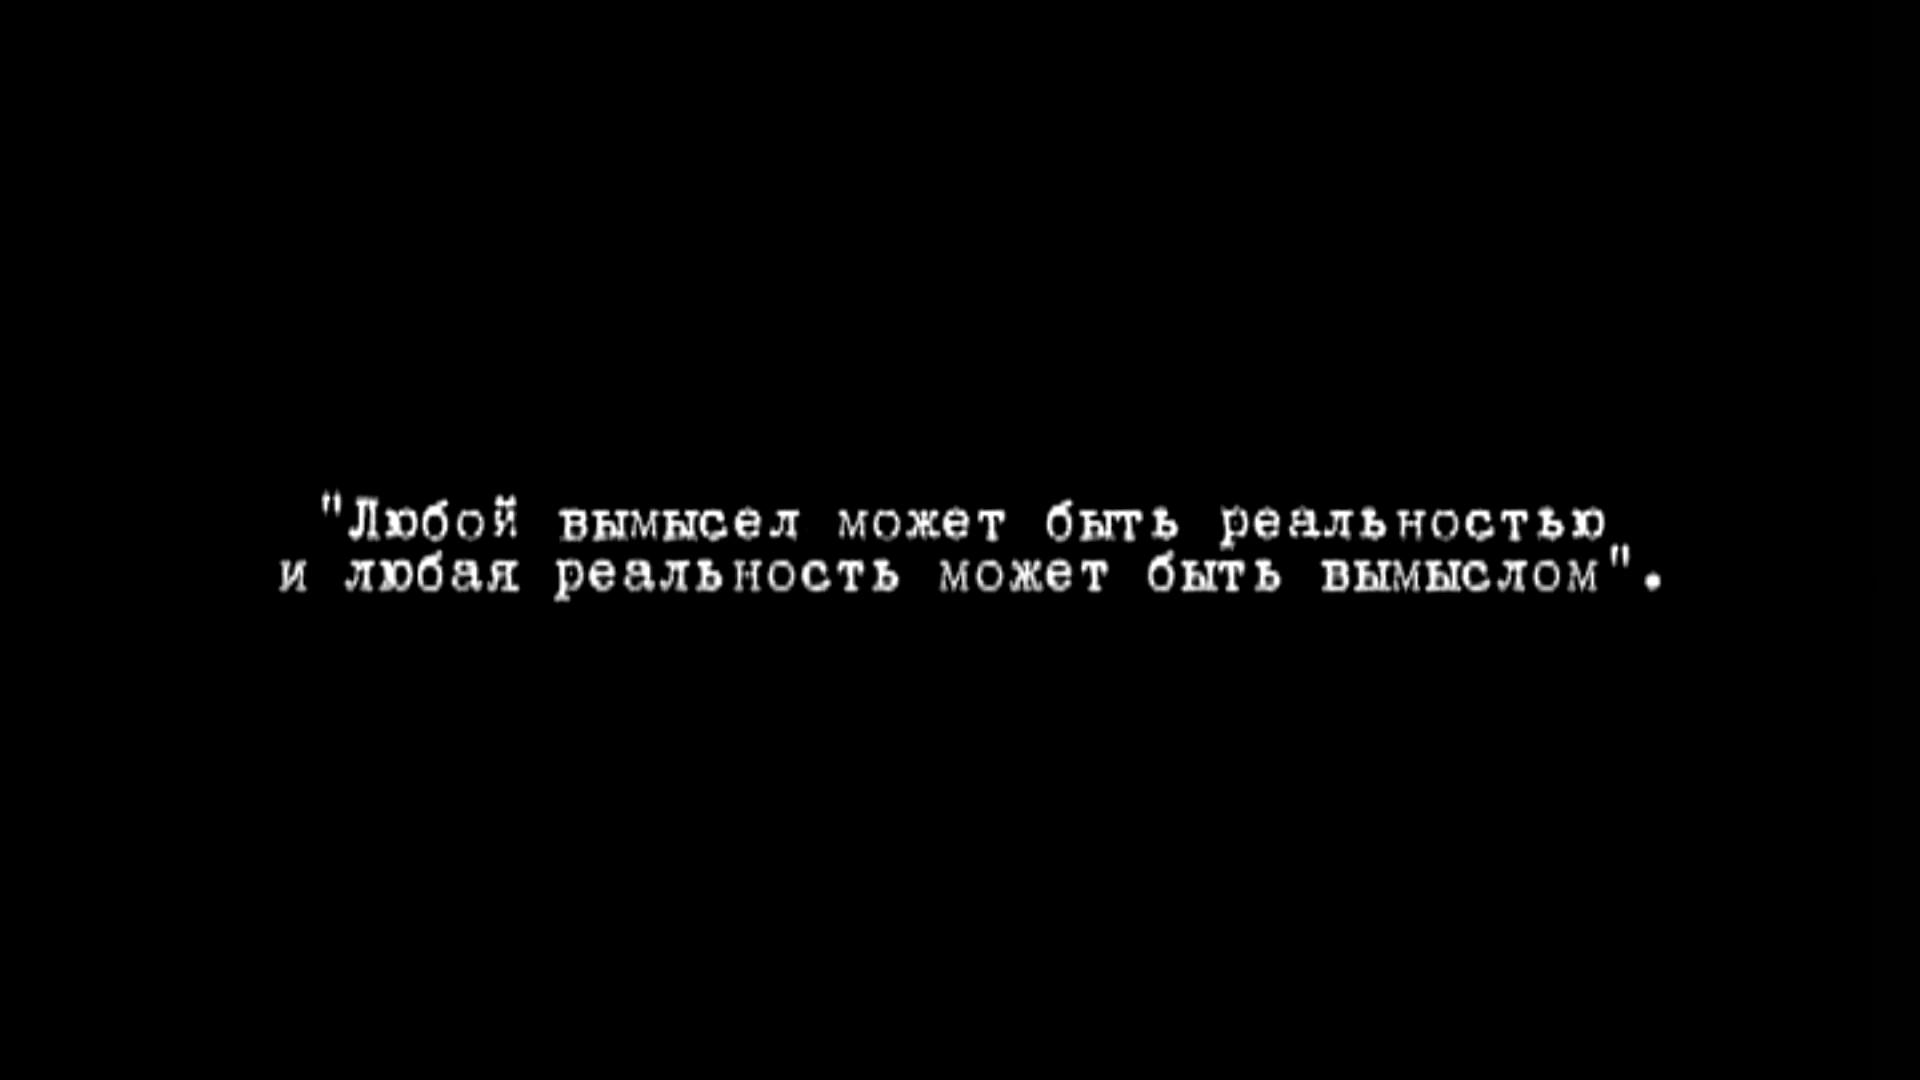 "Любой вымысел может быть реальностью
и любая реальность может быть вымыслом".